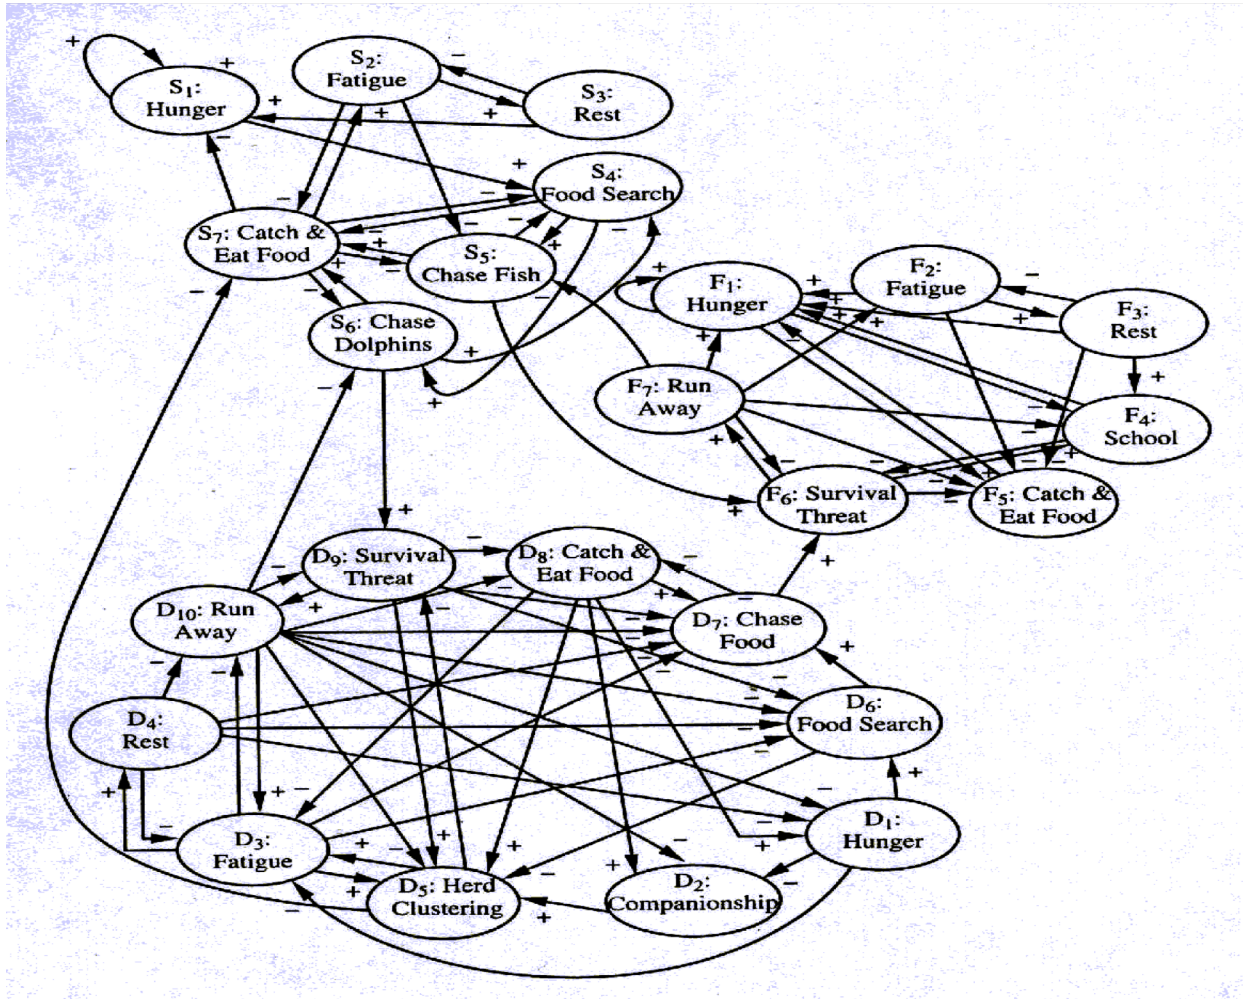 S1:
Hunger
S2:
Fatigue
S3:
Rest
S4:
Food Search
S7: Catch &
Eat Food
S5:
Chase Fish
S6: Chase
Dolphins
F1:
Hunger
F2:
Fatigue
F3:
Rest
F7: Run
Away
F4:
School
F6: Survival
Threat
F5: Catch &
Eat Food
D9: Survival
Threat
D8: Catch &
Eat Food
D10: Run
Away
D7: Chase
Food
D4:
Rest
D6:
Food Search
D3:
Fatigue
D1:
Hunger
D5: Herd
Clustering
D2:
Companionship